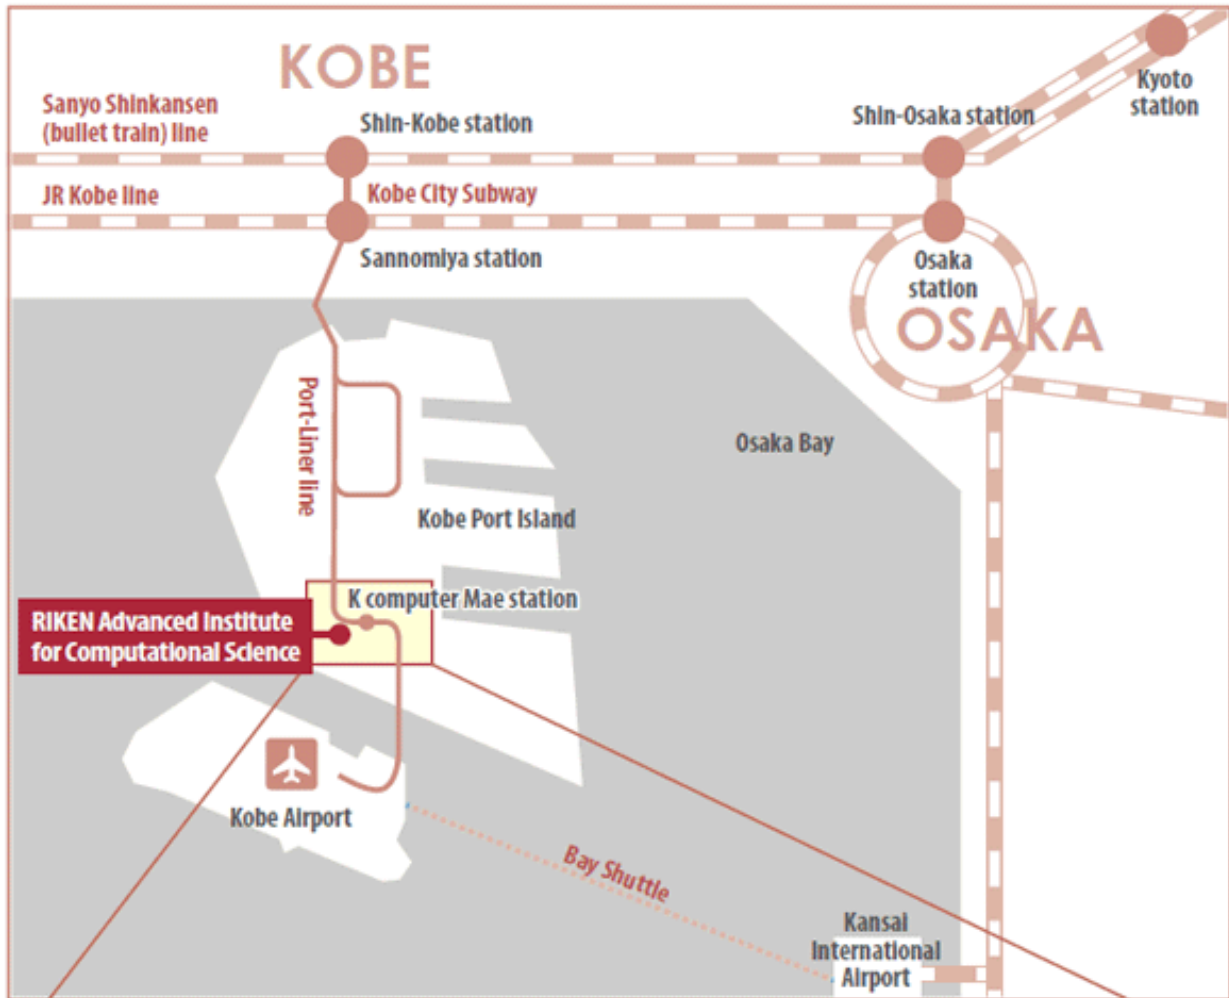 KOBE
Sanyo Shinkansen
(bullet train) line
Shin-Kobe station
Shin-Osaka station
Kyoto
station
JR Kobe line
Kobe City Subway
Sannomiya station
Osaka
station
OSAKA
Port-Liner line
Osaka Bay
Kobe Port Island
K computer Mae station
RIKEN Advanced Institute
for Computational Science
Kobe Airport
Bay Shuttle
Kansai
International
Airport